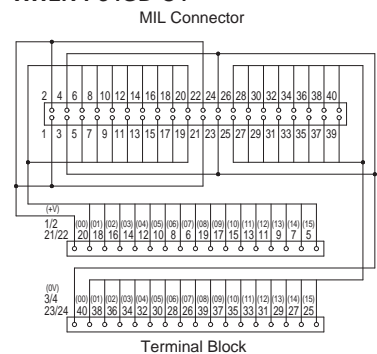 MIL Connector
2 4 6 8 10 12 14 16 18 20 22 24 26 28 30 32 34 36 38 40
1 3 5 7 9 11 13 15 17 19 21 23 25 27 29 31 33 35 37 39
(+V)
1/2 (00) (01) (02) (03) (04) (05) (06) (07) (08) (09) (10) (11) (12) (13) (14) (15)
21/22 20 18 16 14 12 10 8 6 19 17 15 13 11 9 7 5
(0V)
3/4 (00) (01) (02) (03) (04) (05) (06) (07) (08) (09) (10) (11) (12) (13) (14) (15)
23/24 40 38 36 34 32 30 28 26 39 37 35 33 31 29 27 25
Terminal Block